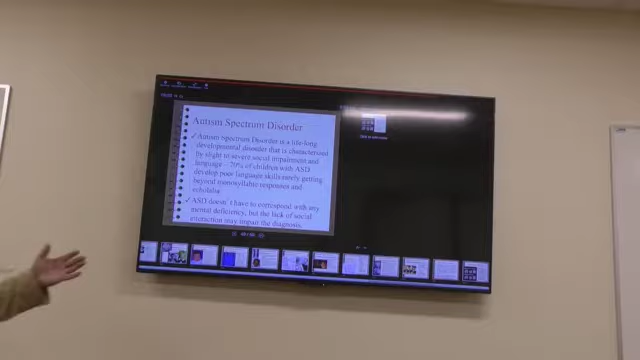 Autism Spectrum Disorder
✓Autism Spectrum Disorder is a life-long
developmental disorder that is characterized
by slight to severe social impairment and
language – 70% of children with ASD
develop poor language skills rarely getting
beyond monosyllabic responses and
echolalia
✓ASD doesn't have to correspond with any
mental deficiency, but the lack of social
interaction may impair the diagnosis.